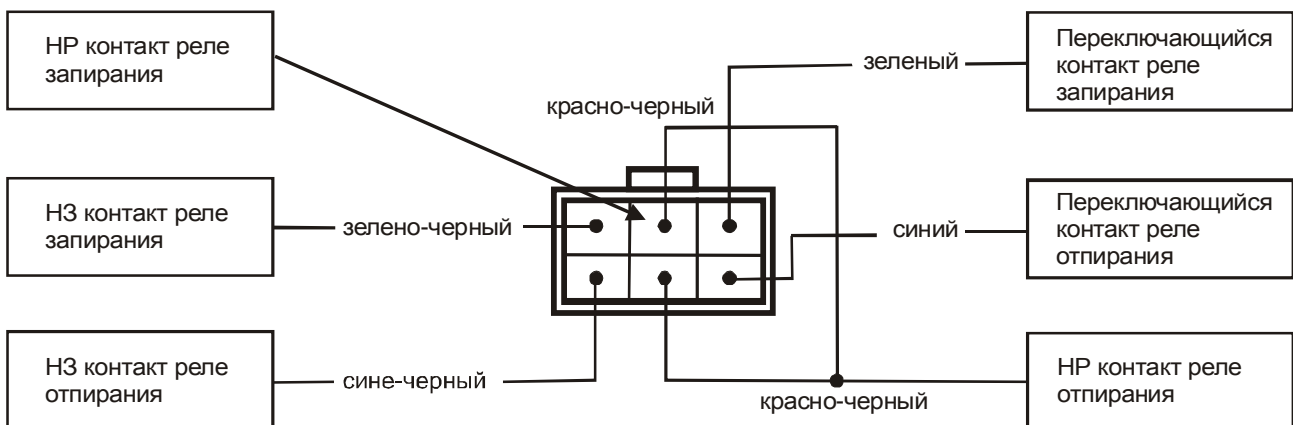 НР контакт реле
запирания
Переключающийся
контакт реле
запирания
зеленый
красно-черный
НЗ контакт реле
запирания
зелено-черный
Переключающийся
контакт реле
отпирания
синий
НЗ контакт реле
отпирания
сине-черный
НР контакт реле
отпирания
красно-черный